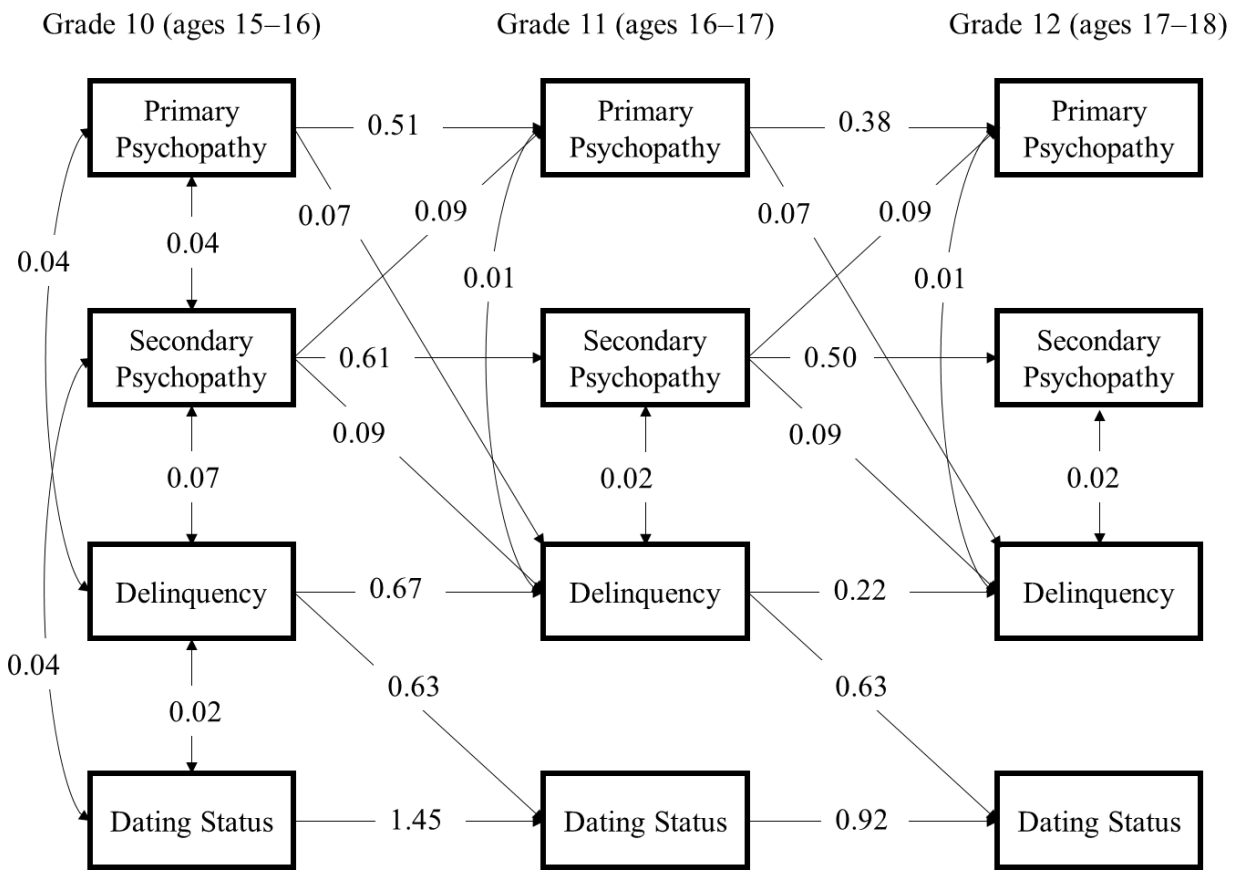 Grade 10 (ages 15–16)
Grade 11 (ages 16–17)
Grade 12 (ages 17–18)
Primary
Psychopathy
0.51
Primary
Psychopathy
0.38
Primary
Psychopathy
0.07
0.09
0.07
0.09
0.04
0.04
0.01
0.01
Secondary
Psychopathy
0.61
Secondary
Psychopathy
0.50
Secondary
Psychopathy
0.09
0.09
0.07
0.02
0.02
Delinquency
0.67
Delinquency
0.22
Delinquency
0.04
0.63
0.63
0.02
Dating Status
1.45
Dating Status
0.92
Dating Status